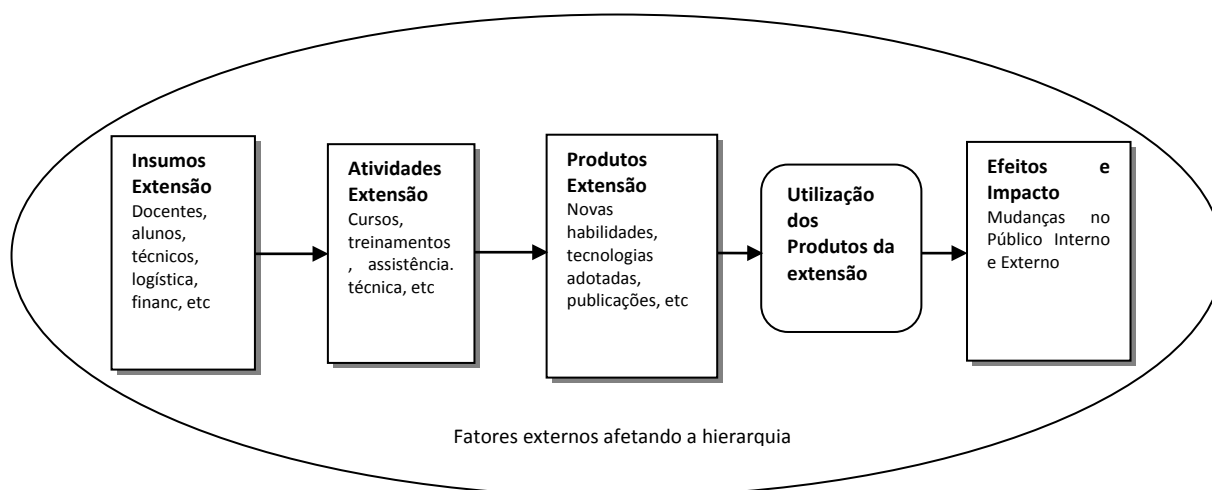 Insumos
Extensão
Docentes,
alunos,
técnicos,
logística,
financ, etc
Atividades
Extensão
Cursos,
treinamentos
, assistência.
técnica, etc
Produtos
Extensão
Novas
habilidades,
tecnologias
adotadas,
publicações, etc
Utilização
dos
Produtos da
extensão
Efeitos e
Impacto
Mudanças no
Público Interno
e Externo
Fatores externos afetando a hierarquia